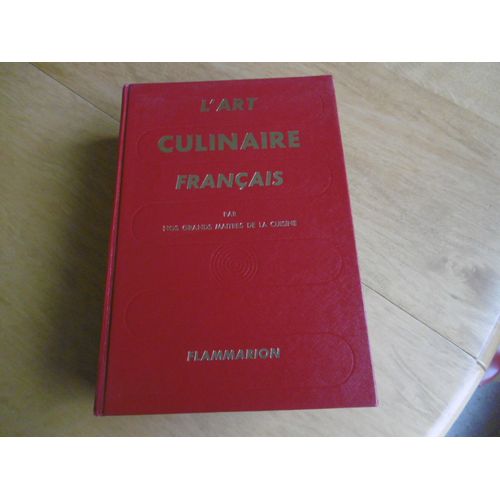 L'ART
CULINAIRE
FRANÇAIS
PAR
NOS GRANDS MAITRES DE LA CUISINE
FLAMMARION